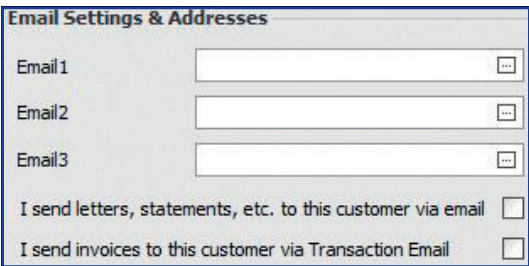 Email Settings & Addresses
Email1
Email2
Email3
I send letters, statements, etc. to this customer via email
I send invoices to this customer via Transaction Email